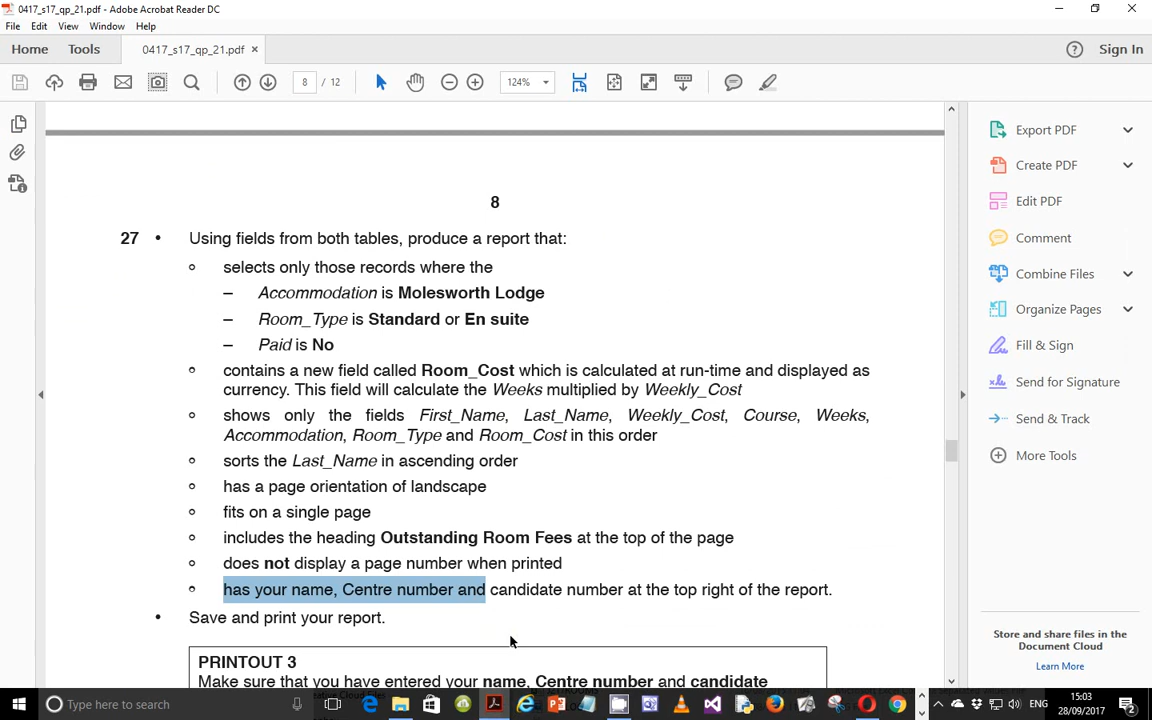 0417_s17_qp_21.pdf - Adobe Acrobat Reader DC
File Edit View Window Help
Home Tools 0417_s17_qp_21.pdf × Sign In
8 / 12 124%
8
27 • Using fields from both tables, produce a report that:
selects only those records where the
– Accommodation is Molesworth Lodge
– Room_Type is Standard or En suite
– Paid is No
contains a new field called Room_Cost which is calculated at run-time and displayed as
currency. This field will calculate the Weeks multiplied by Weekly_Cost
shows only the fields First_Name, Last_Name, Weekly_Cost, Course, Weeks,
Accommodation, Room_Type and Room_Cost in this order
sorts the Last_Name in ascending order
has a page orientation of landscape
fits on a single page
includes the heading Outstanding Room Fees at the top of the page
does not display a page number when printed
has your name, Centre number and candidate number at the top right of the report.
• Save and print your report.
PRINTOUT 3
Make sure that you have entered your name, Centre number and candidate
Export PDF
Create PDF
Edit PDF
Comment
Combine Files
Organize Pages
Fill & Sign
Send for Signature
Send & Track
More Tools
Store and share files in the
Document Cloud
Learn More
Type here to search
ENG
15:03
28/09/2017
2